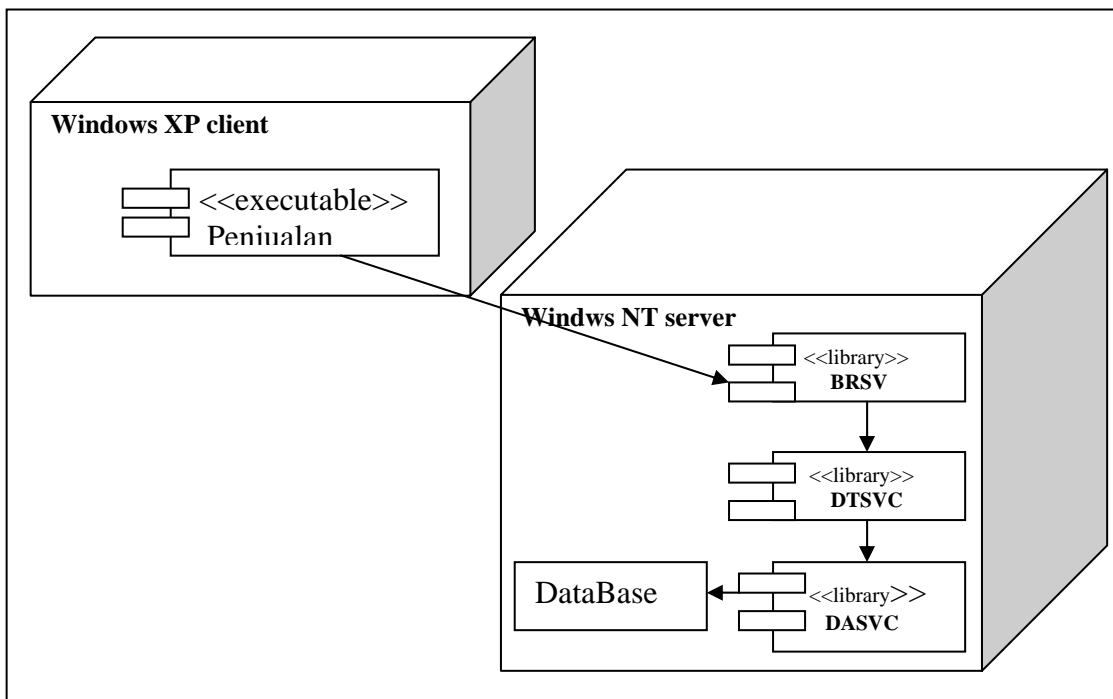 Windows XP client
<<executable>>
Penjualan
Windws NT server
<<library>>
BRSV
<<library>>
DTSVC
DataBase
<<library>>
DASVC